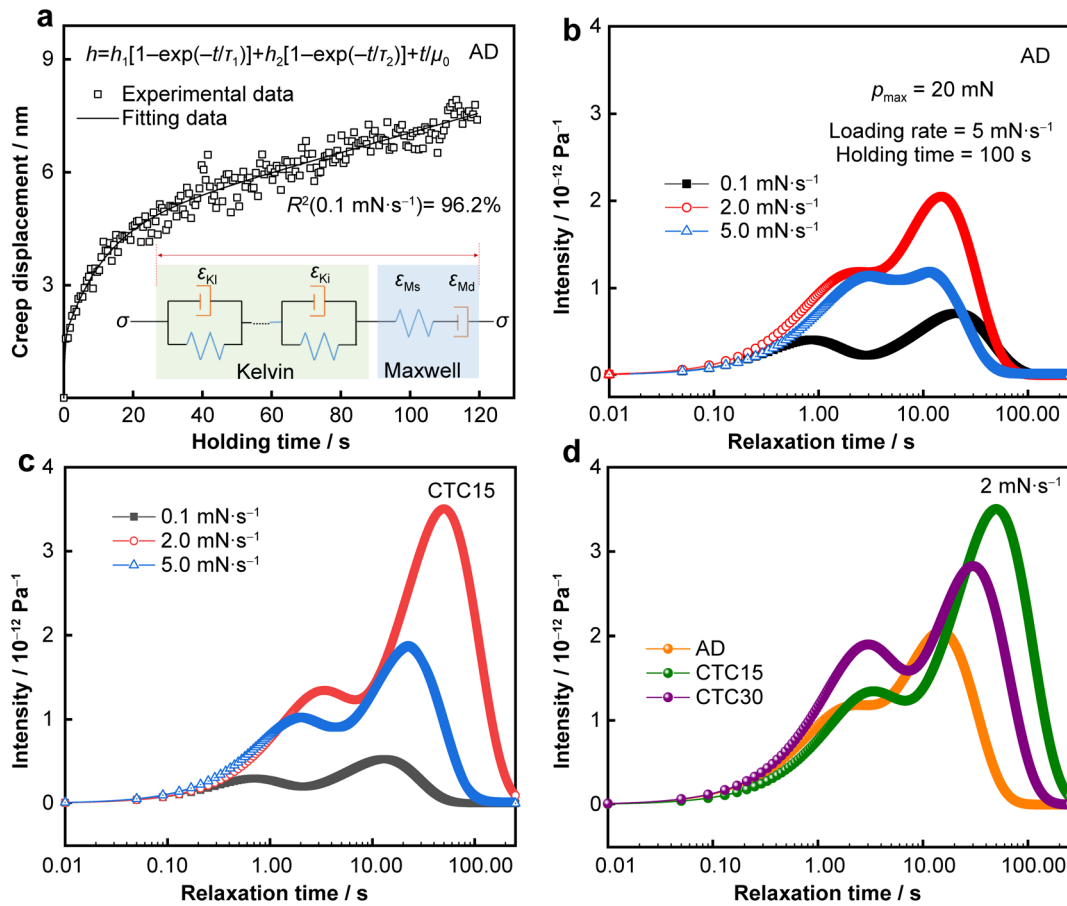 a
h=h₁[1–exp(–t/τ₁)]+h₂[1–exp(–t/τ₂)]+t/μ₀
AD
Experimental data
Fitting data
R²(0.1 mN·s⁻¹)= 96.2%
ε_Kl
ε_Ki
ε_Ms
ε_Md
σ
σ
Kelvin
Maxwell
Creep displacement / nm
9
6
3
0
20
40
60
80
100
120
Holding time / s
b
AD
p_max = 20 mN
Loading rate = 5 mN·s⁻¹
Holding time = 100 s
0.1 mN·s⁻¹
2.0 mN·s⁻¹
5.0 mN·s⁻¹
Intensity / 10⁻¹² Pa⁻¹
4
3
2
1
0
0.01
0.10
1.00
10.00
100.00
Relaxation time / s
c
CTC15
0.1 mN·s⁻¹
2.0 mN·s⁻¹
5.0 mN·s⁻¹
Intensity / 10⁻¹² Pa⁻¹
4
3
2
1
0
0.01
0.10
1.00
10.00
100.00
Relaxation time / s
d
2 mN·s⁻¹
AD
CTC15
CTC30
Intensity / 10⁻¹² Pa⁻¹
4
3
2
1
0
0.01
0.10
1.00
10.00
100.00
Relaxation time / s